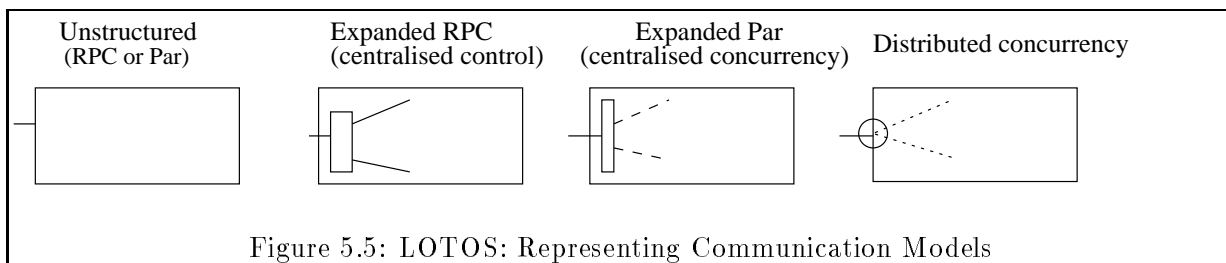 Unstructured
(RPC or Par)
Expanded RPC
(centralised control)
Expanded Par
(centralised concurrency)
Distributed concurrency
Figure 5.5: LOTOS: Representing Communication Models